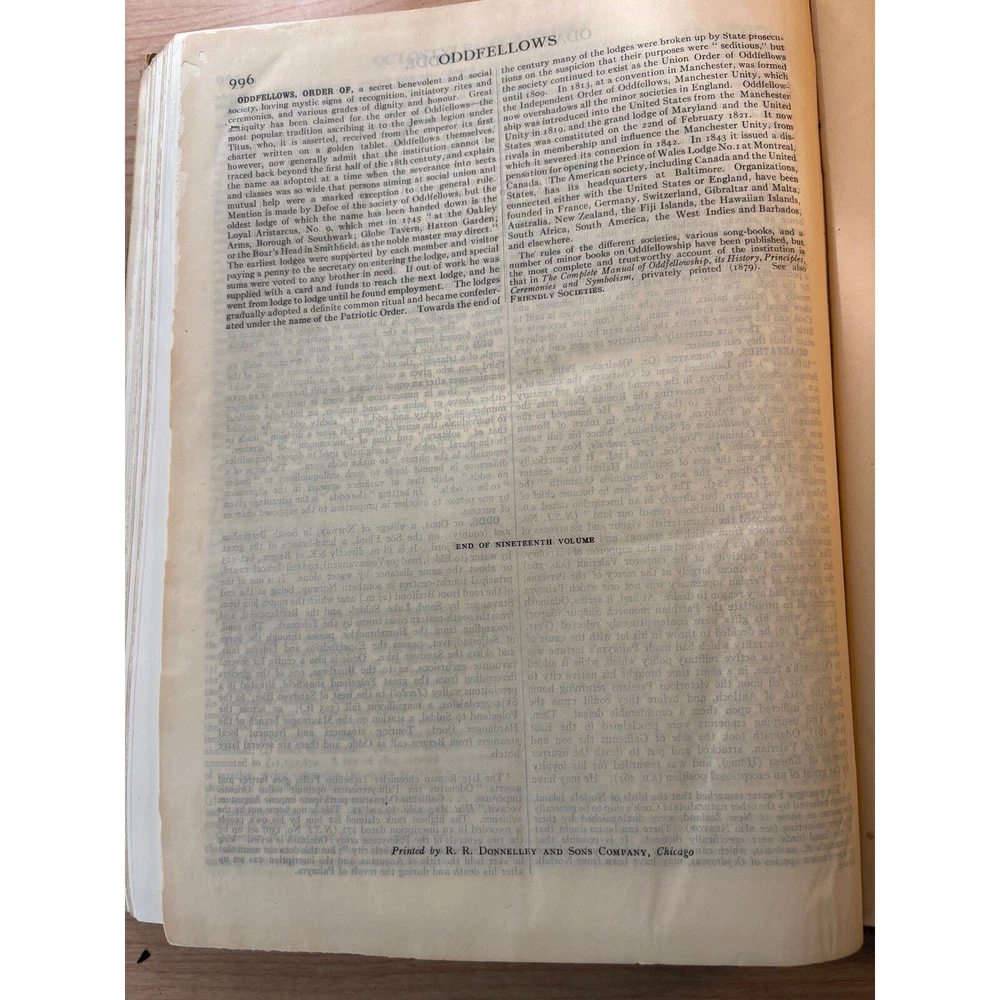 996
ODDFELLOWS
ODDFELLOWS, ORDER OF, a secret benevolent and social
society, having mystic signs of recognition, initiatory rites and
ceremonies, and various grades of dignity and honour. Great
antiquity has been claimed for the order of Oddfellows—the
most popular tradition ascribing it to the Jewish legion under
Titus, who, it is asserted, received from the emperor its first
charter written on a golden tablet. Oddfellows themselves,
however, now generally admit that the institution cannot be
traced back beyond the first half of the 18th century, and explain
the name as adopted at a time when the severance into sects
and classes was so wide that persons aiming at social union and
mutual help were a marked exception to the general rule.
Mention is made by Defoe of the society of Oddfellows, but the
oldest lodge of which the name has been handed down is the
Loyal Aristarcus, No. 9, which met in 1745 "at the Oakley
Arms, Borough of Southwark; Globe Tavern, Hatton Garden;
or the Boar's Head in Smithfield, as the noble master may direct."
The earliest lodges were supported by each member and visitor
paying a penny to the secretary on entering the lodge, and special
sums were voted to any brother in need. If out of work he was
supplied with a card and funds to reach the next lodge, and he
went from lodge to lodge until he found employment. The lodges
gradually adopted a definite common ritual and became confeder-
ated under the name of the Patriotic Order. Towards the end of
the century many of the lodges were broken up by State prosecu-
tions on the suspicion that their purposes were "seditious," but
the society continued to exist as the Union Order of Oddfellows
until 1809. In 1813, at a convention in Manchester, was formed
the Independent Order of Oddfellows, Manchester Unity, which
now overshadows all the minor societies in England. Oddfellow-
ship was introduced into the United States from the Manchester
Unity in 1819, and the grand lodge of Maryland and the United
States was constituted on the 22nd of February 1821. It now
rivals in membership and influence the Manchester Unity, from
which it severed its connexion in 1842. In 1843 it issued a dis-
pensation for opening the Prince of Wales Lodge No. 1 at Montreal,
Canada. The American society, including Canada and the United
States, has its headquarters at Baltimore. Organizations,
connected either with the United States or England, have been
founded in France, Germany, Switzerland, Gibraltar and Malta,
Australia, New Zealand, the Fiji Islands, the Hawaiian Islands,
South Africa, South America, the West Indies and Barbados,
and elsewhere.
The rules of the different societies, various song-books, and a
number of minor books on Oddfellowship have been published, but
the most complete and trustworthy account of the institution is
that in The Complete Manual of Oddfellowship, its History, Principles,
Ceremonies and Symbolism, privately printed (1879). See also
FRIENDLY SOCIETIES.
END OF NINETEENTH VOLUME
Printed by R. R. DONNELLEY AND SONS COMPANY, Chicago